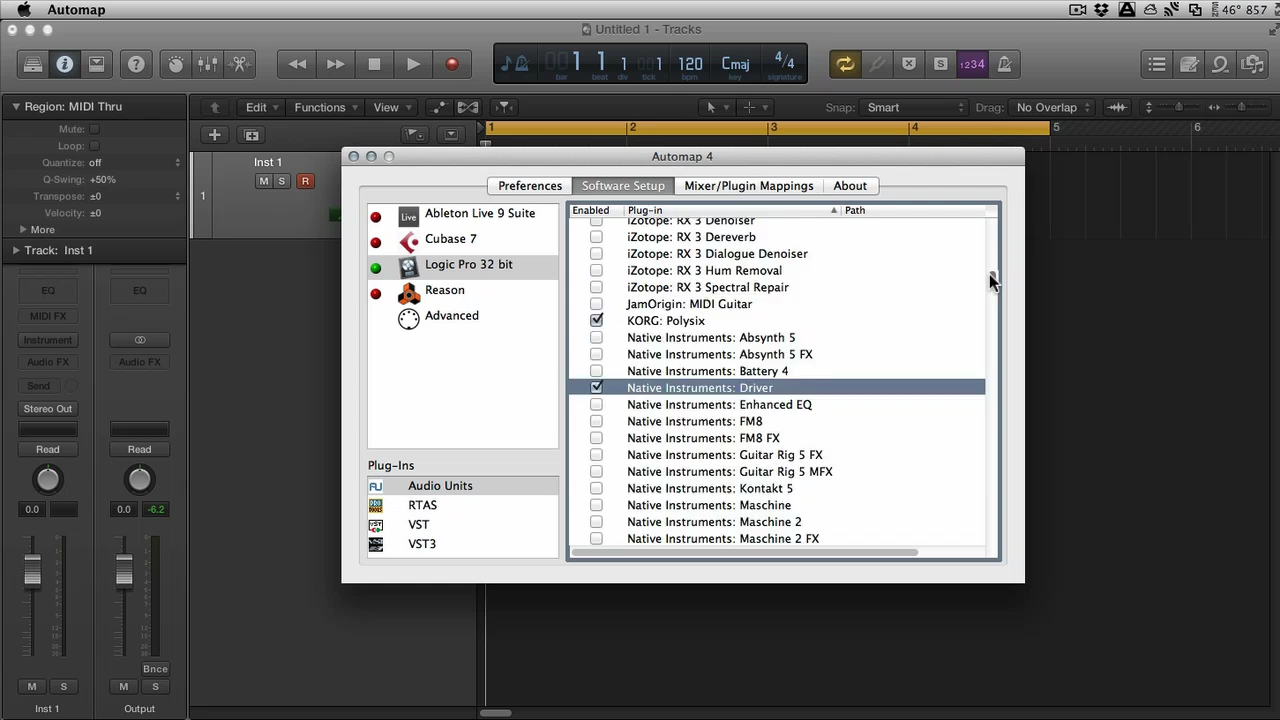 Automap
46° 857
Untitled 1 - Tracks
1 1 1 1 120 Cmaj 4/4
bar beat div tick bpm key signature
1234
Region: MIDI Thru
Edit Functions View
Snap: Smart
Drag: No Overlap
Mute:
Loop:
Quantize: off
Q-Swing: +50%
Transpose: ±0
Velocity: ±0
More
Track: Inst 1
1 2 3 4 5 6
1
Inst 1
M S R
Automap 4
Preferences Software Setup Mixer/Plugin Mappings About
Live Ableton Live 9 Suite
Cubase 7
Logic Pro 32 bit
Reason
Advanced
Plug-Ins
Audio Units
RTAS
VST
VST3
Enabled Plug-in Path
iZotope: RX 3 Denoiser
iZotope: RX 3 Dereverb
iZotope: RX 3 Dialogue Denoiser
iZotope: RX 3 Hum Removal
iZotope: RX 3 Spectral Repair
JamOrigin: MIDI Guitar
KORG: Polysix
Native Instruments: Absynth 5
Native Instruments: Absynth 5 FX
Native Instruments: Battery 4
Native Instruments: Driver
Native Instruments: Enhanced EQ
Native Instruments: FM8
Native Instruments: FM8 FX
Native Instruments: Guitar Rig 5 FX
Native Instruments: Guitar Rig 5 MFX
Native Instruments: Kontakt 5
Native Instruments: Maschine
Native Instruments: Maschine 2
Native Instruments: Maschine 2 FX
EQ EQ
MIDI FX
Instrument
Audio FX Audio FX
Send
Stereo Out
Read Read
0.0 0.0 -6.2
Bnce
M S M S
Inst 1 Output